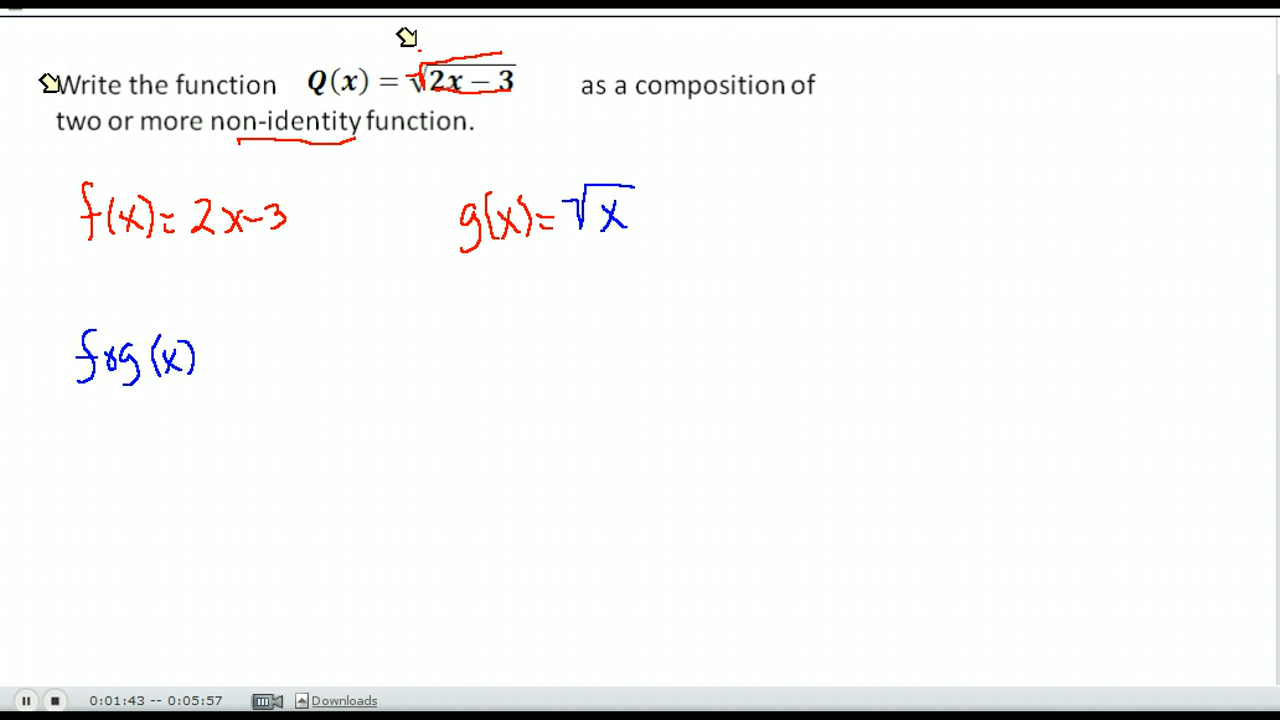 Write the function Q(x) = √2x − 3 as a composition of
two or more non-identity function.
f(x) = 2x-3 g(x) = √x
fog (x)
0:01:43 -- 0:05:57 Downloads